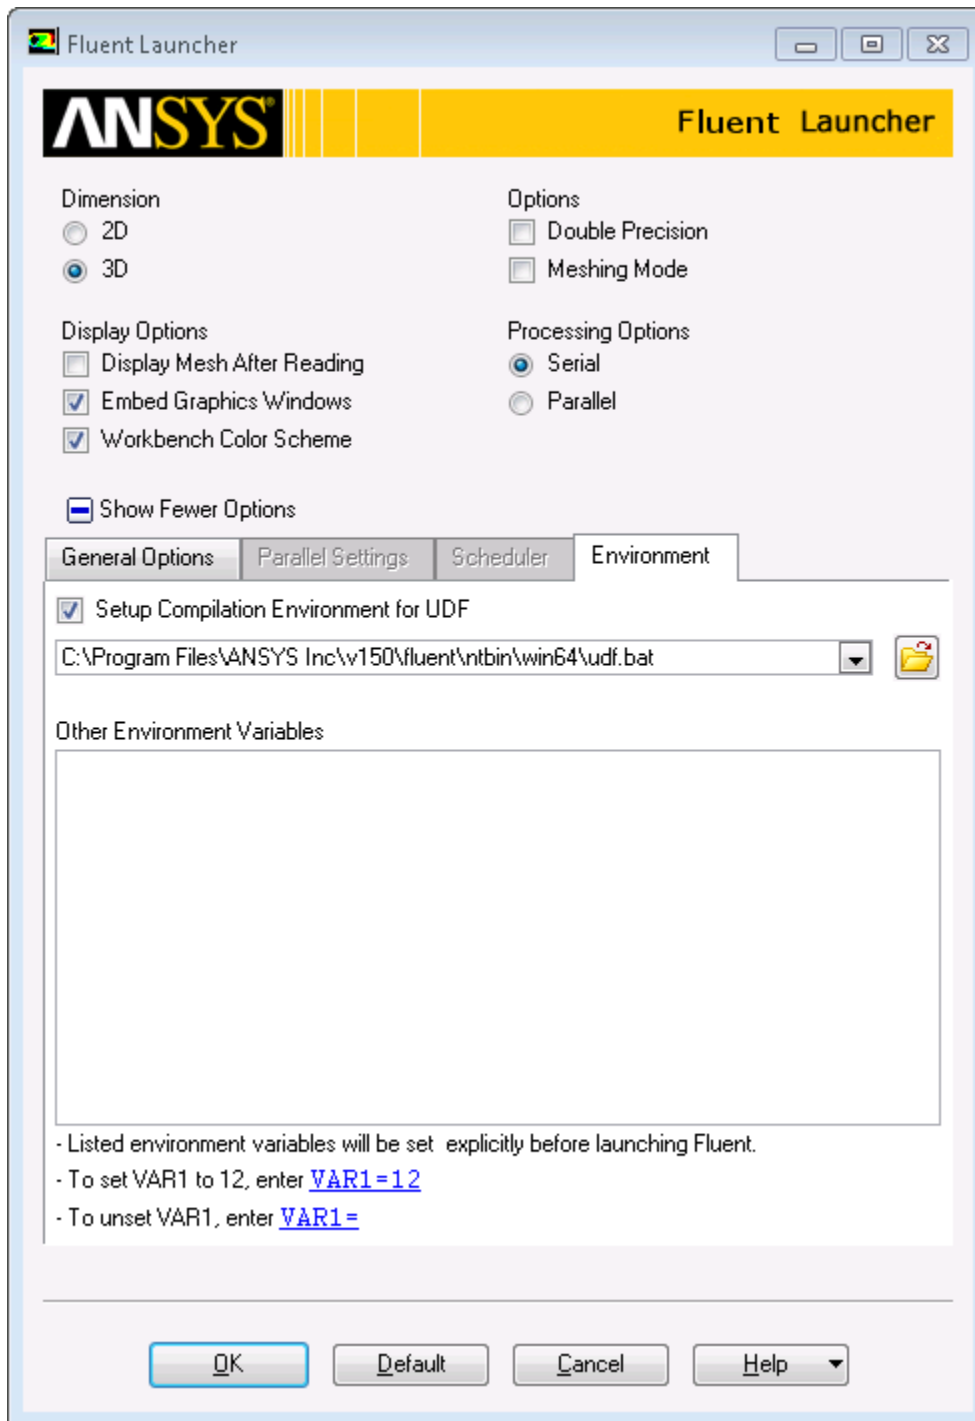 Fluent Launcher
ANSYS Fluent Launcher
Dimension
2D
3D
Options
Double Precision
Meshing Mode
Display Options
Display Mesh After Reading
Embed Graphics Windows
Workbench Color Scheme
Processing Options
Serial
Parallel
Show Fewer Options
General Options Parallel Settings Scheduler Environment
Setup Compilation Environment for UDF
C:\Program Files\ANSYS Inc\v150\fluent\ntbin\win64\udf.bat
Other Environment Variables
- Listed environment variables will be set explicitly before launching Fluent.
- To set VAR1 to 12, enter VAR1=12
- To unset VAR1, enter VAR1=
OK Default Cancel Help